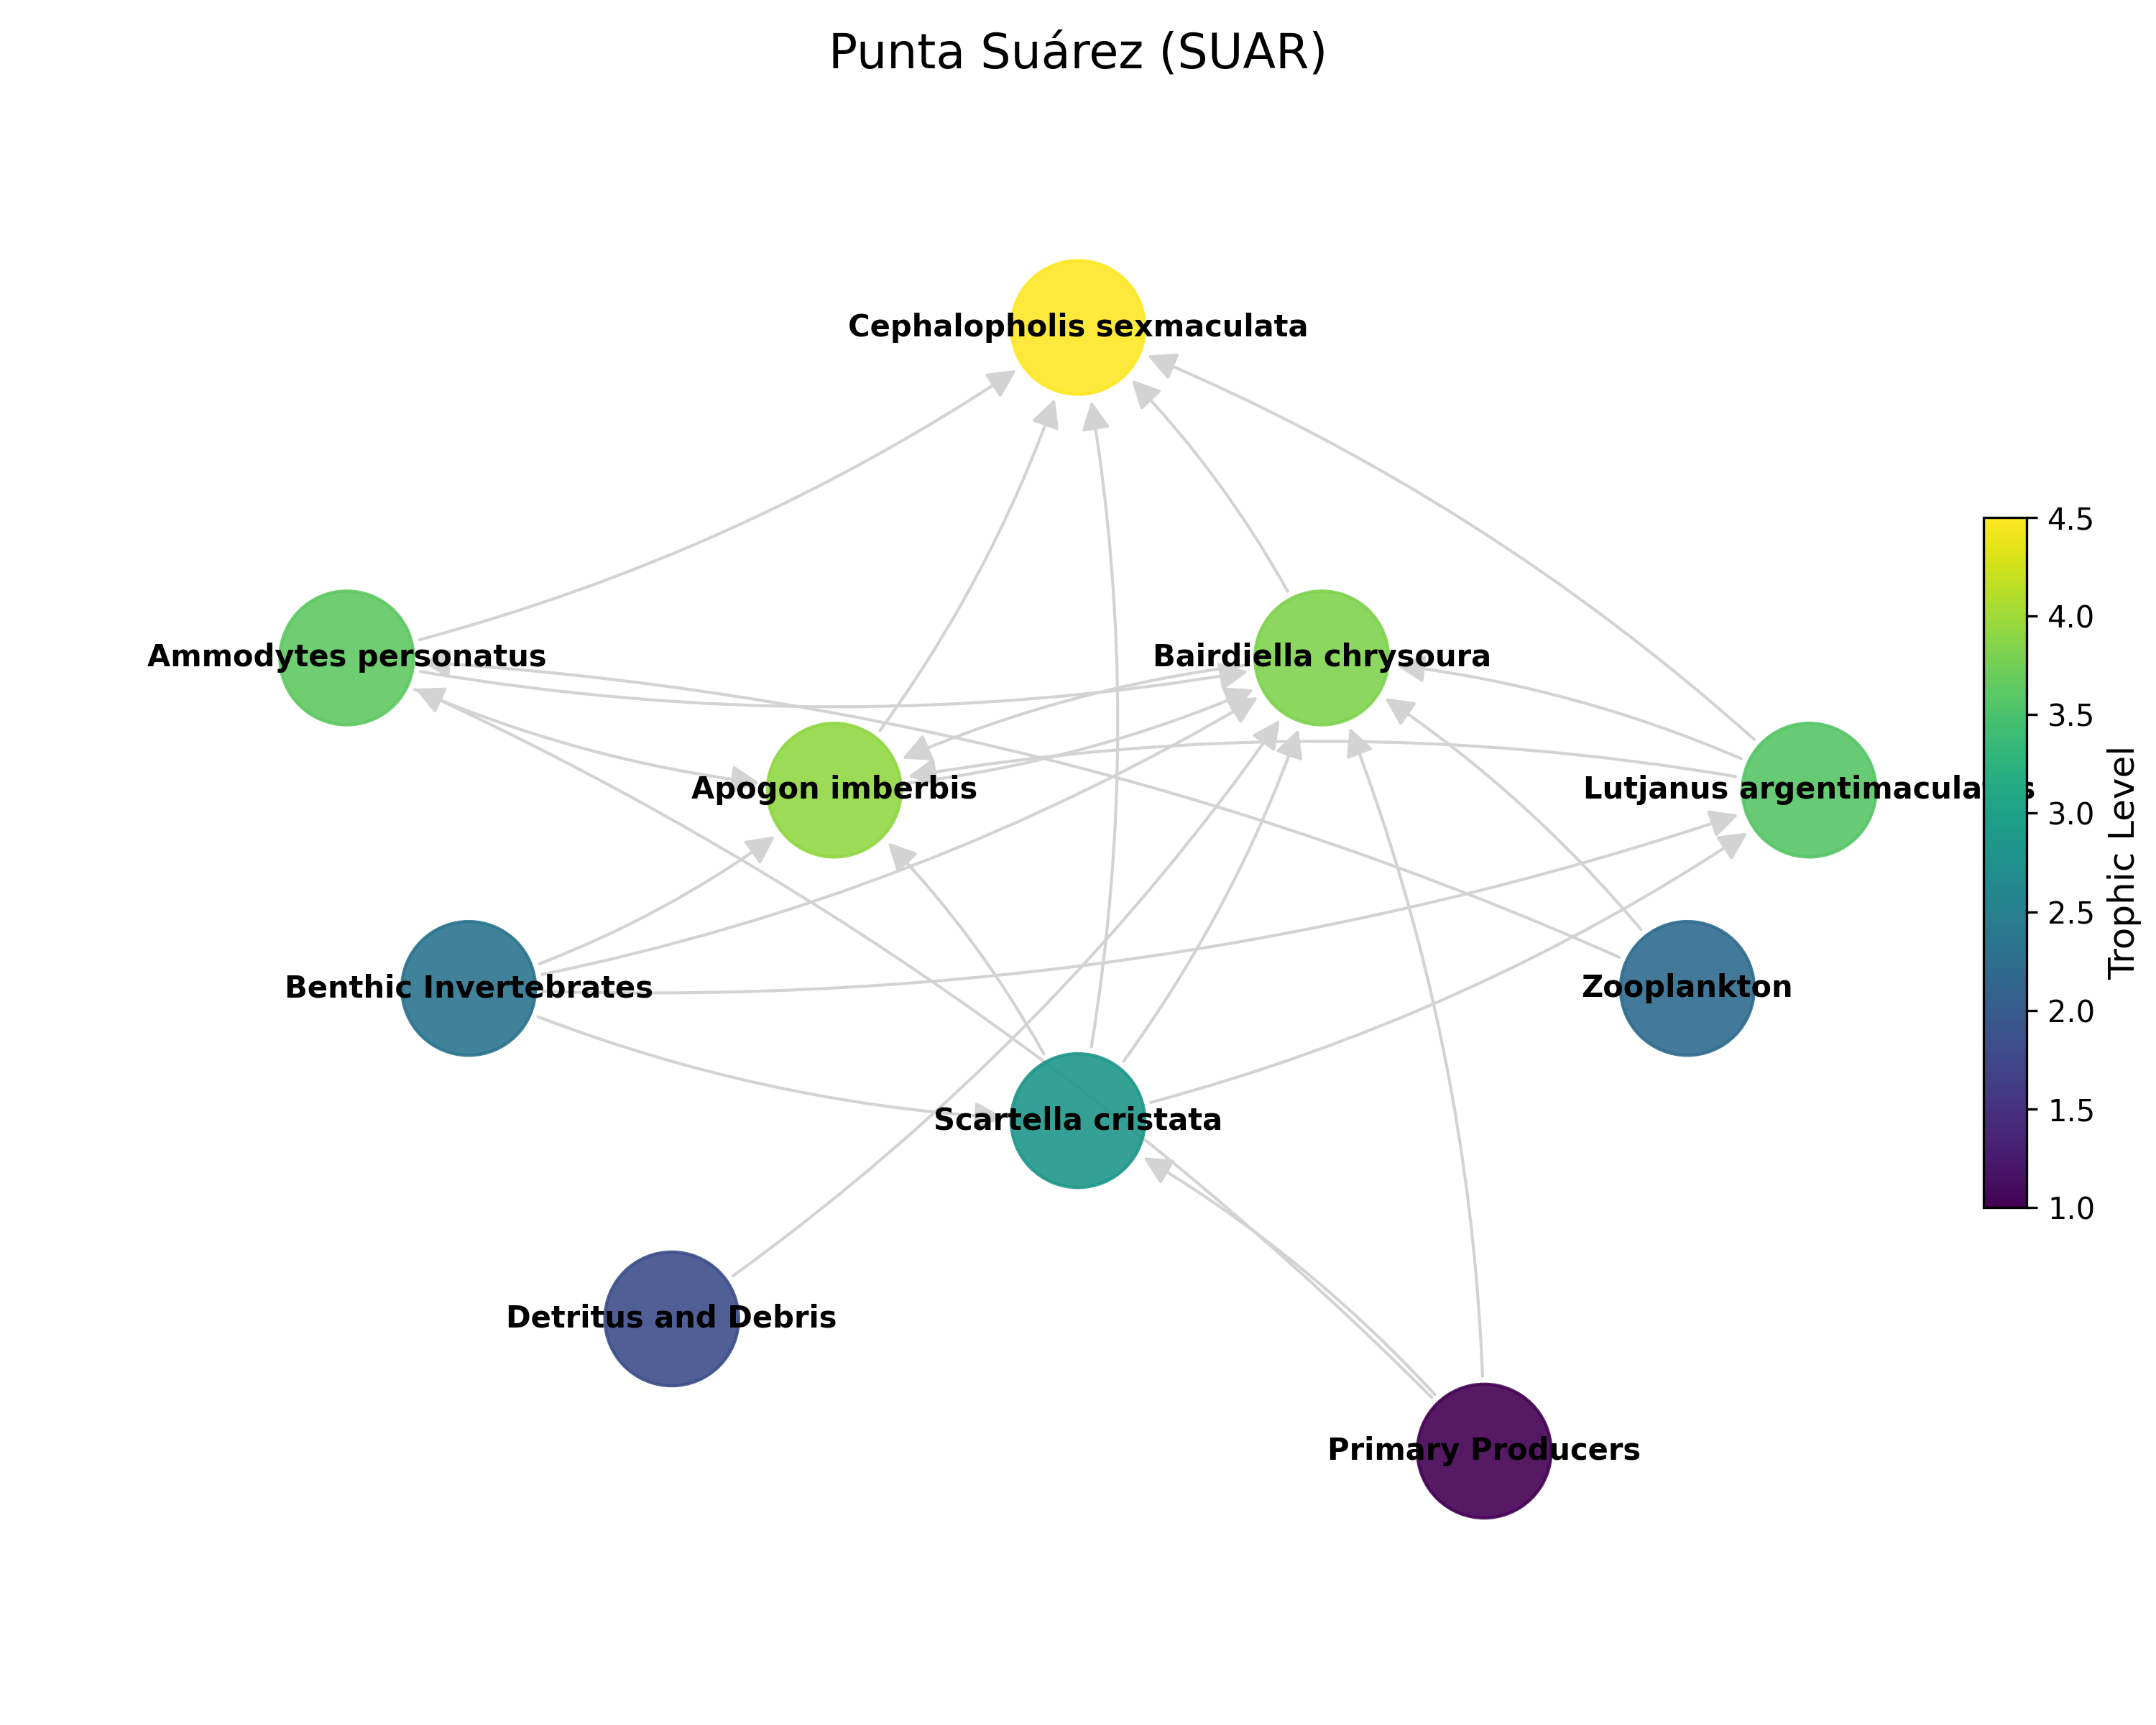 Punta Suárez (SUAR)
Cephalopholis sexmaculata
Ammodytes personatus
Bairdiella chrysoura
Apogon imberbis
Lutjanus argentimaculatus
Benthic Invertebrates
Zooplankton
Scartella cristata
Detritus and Debris
Primary Producers
4.5
4.0
3.5
3.0
2.5
2.0
1.5
1.0
Trophic Level